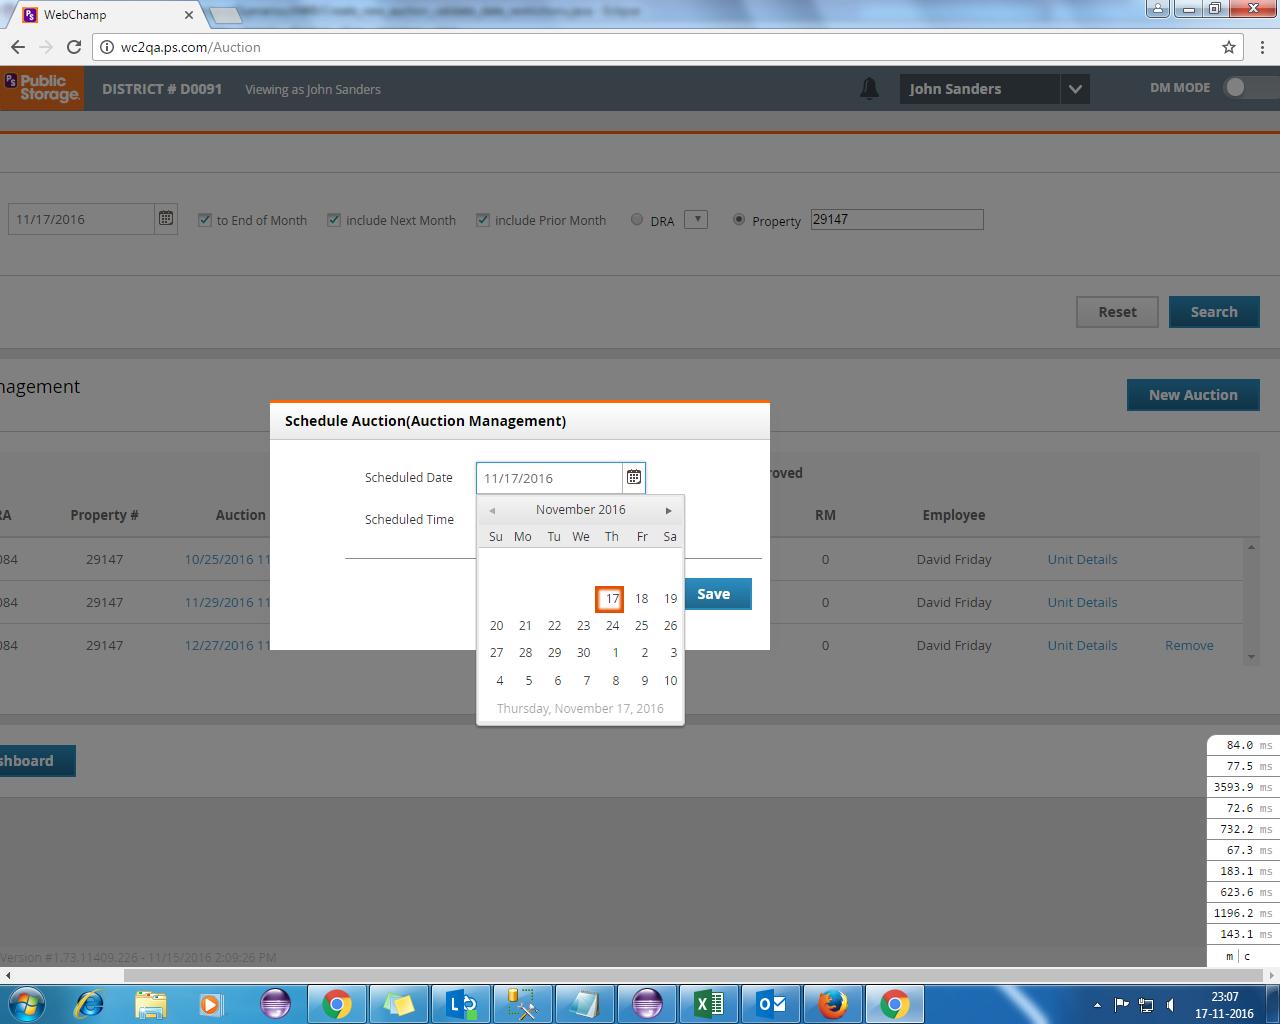 WebChamp
wc2qa.ps.com/Auction
PS Public Storage.
DISTRICT # D0091 Viewing as John Sanders John Sanders DM MODE
11/17/2016 to End of Month include Next Month include Prior Month DRA Property 29147
Reset Search
nagement
New Auction
Schedule Auction(Auction Management)
Scheduled Date 11/17/2016
Scheduled Time
November 2016
Su Mo Tu We Th Fr Sa
17 18 19
20 21 22 23 24 25 26
27 28 29 30 1 2 3
4 5 6 7 8 9 10
Thursday, November 17, 2016
Save
oved
RA Property # Auction RM Employee
084 29147 10/25/2016 11 0 David Friday Unit Details
084 29147 11/29/2016 11 0 David Friday Unit Details
084 29147 12/27/2016 11 0 David Friday Unit Details Remove
shboard
84.0 ms
77.5 ms
3593.9 ms
72.6 ms
732.2 ms
67.3 ms
183.1 ms
623.6 ms
1196.2 ms
143.1 ms
m | c
Version #1.73.11409.226 - 11/15/2016 2:09:26 PM
23:07
17-11-2016